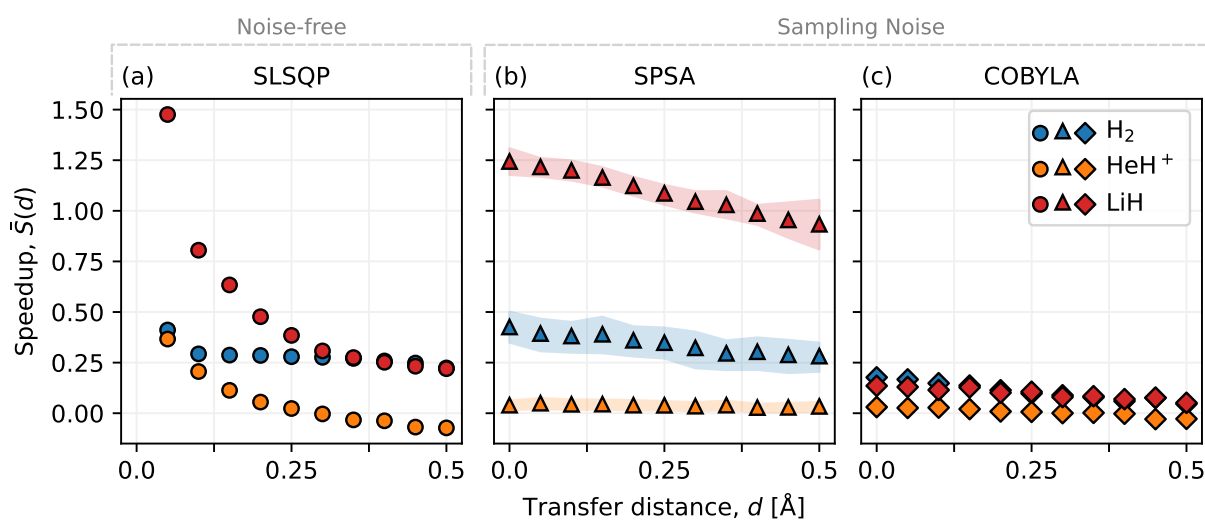 Noise-free
Sampling Noise
(a) SLSQP
(b) SPSA
(c) COBYLA
Speedup, S̄(d)
1.50
1.25
1.00
0.75
0.50
0.25
0.00
H₂
HeH⁺
LiH
0.0 0.25 0.5
0.0 0.25 0.5
0.0 0.25 0.5
Transfer distance, d [Å]